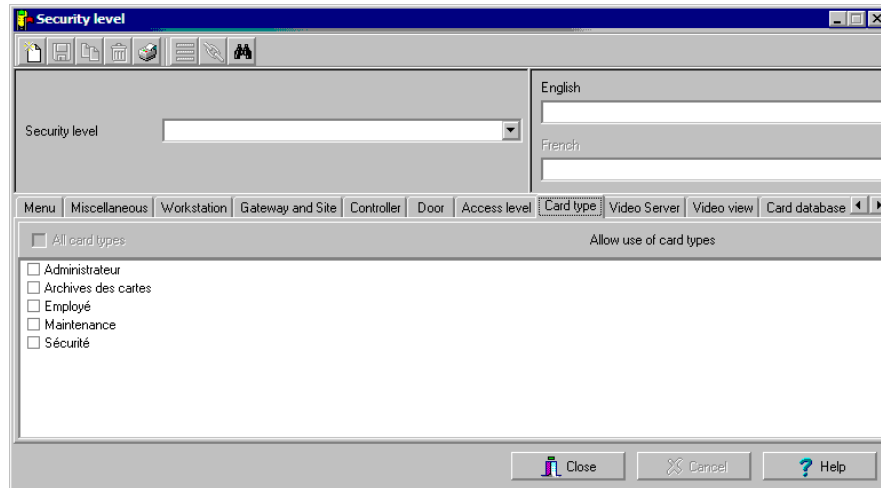 Security level
English
Security level
French
Menu Miscellaneous Workstation Gateway and Site Controller Door Access level Card type Video Server Video view Card database
All card types Allow use of card types
Administrateur
Archives des cartes
Employé
Maintenance
Sécurité
Close Cancel Help